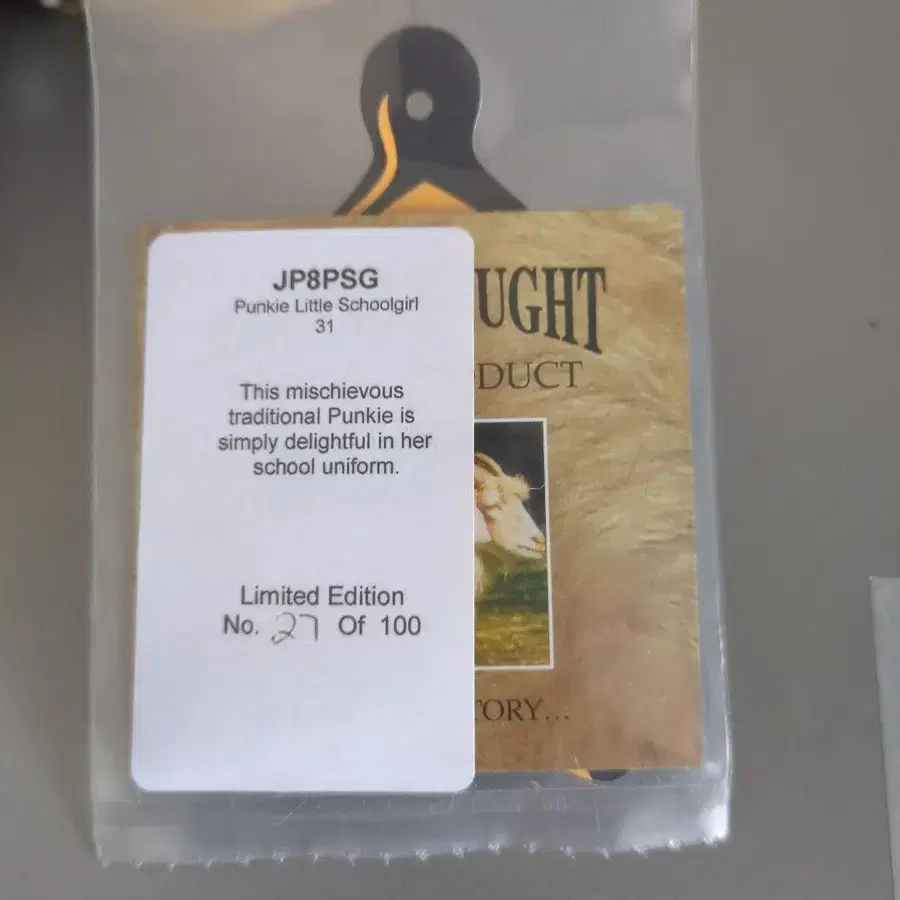 JP8PSG
Punkie Little Schoolgirl
31
This mischievous
traditional Punkie is
simply delightful in her
school uniform.
Limited Edition
No. 27 Of 100
UGHT
DUCT
TORY...